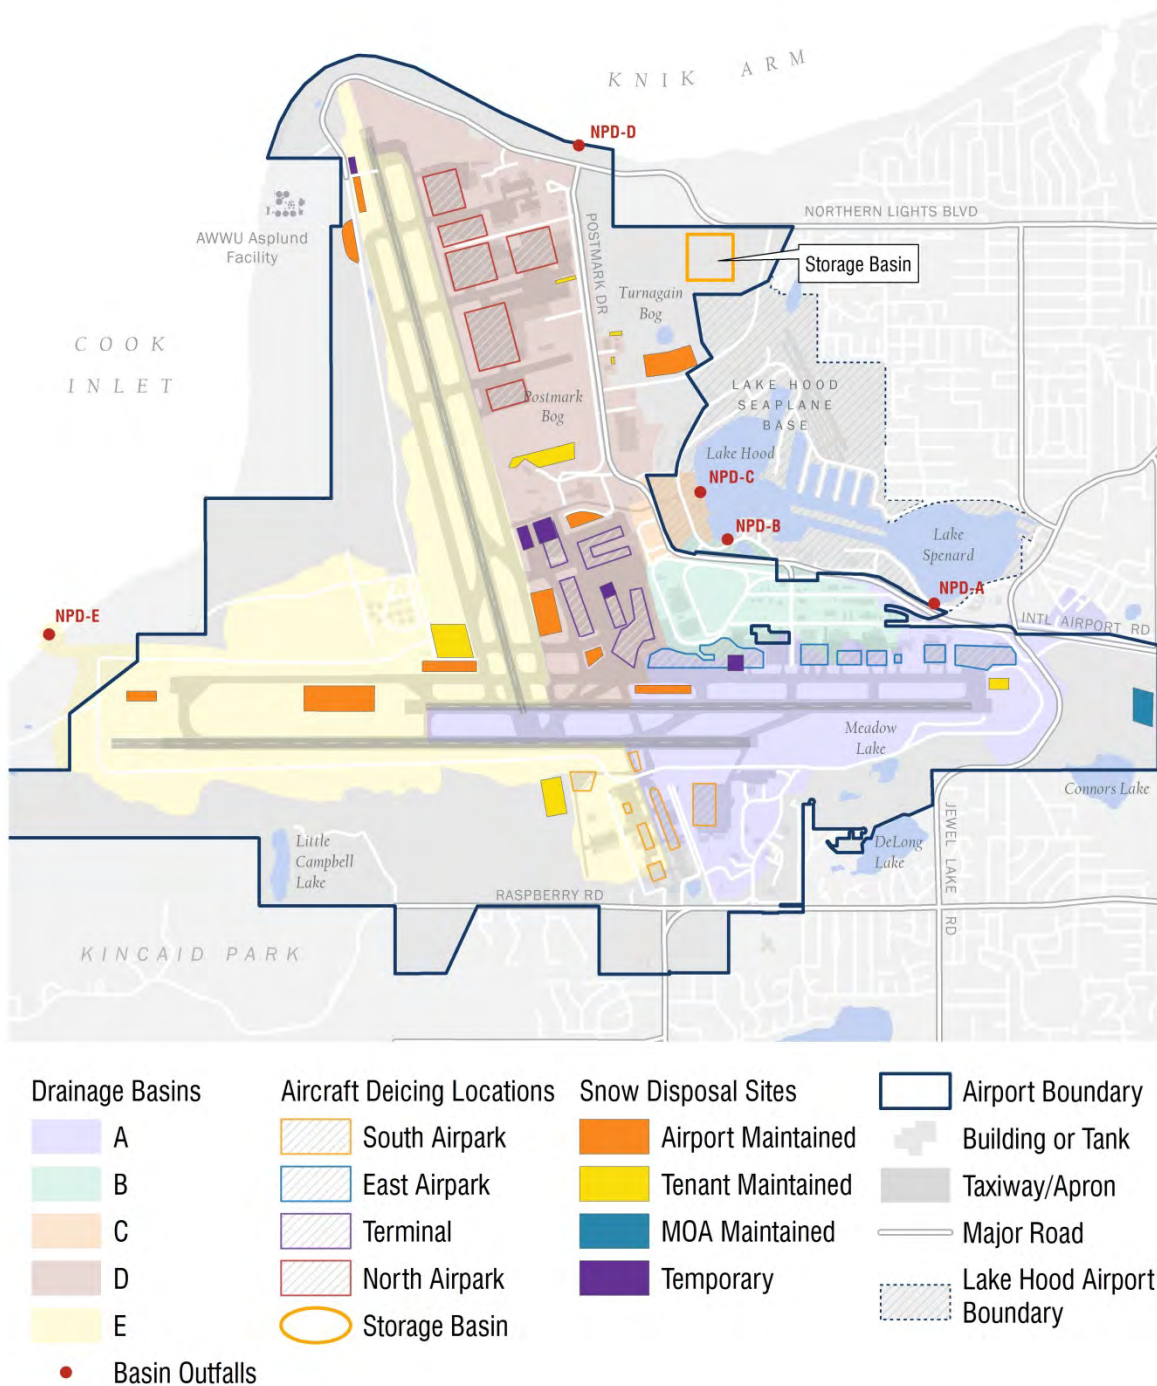 KNIK ARM
NPD-D
NORTHERN LIGHTS BLVD
AWWU Asplund
Facility
POSTMARK DR
Storage Basin
Turnagain
Bog
COOK
INLET
LAKE HOOD
SEAPLANE
BASE
Postmark
Bog
Lake Hood
NPD-C
NPD-B
Lake
Spenard
NPD-A
NPD-E
INTL AIRPORT RD
Meadow
Lake
Connors Lake
JEWEL LAKE RD
DeLong
Lake
Little
Campbell
Lake
RASPBERRY RD
KINCAID PARK
Drainage Basins
A
B
C
D
E
Basin Outfalls
Aircraft Deicing Locations
South Airpark
East Airpark
Terminal
North Airpark
Storage Basin
Snow Disposal Sites
Airport Maintained
Tenant Maintained
MOA Maintained
Temporary
Airport Boundary
Building or Tank
Taxiway/Apron
Major Road
Lake Hood Airport
Boundary